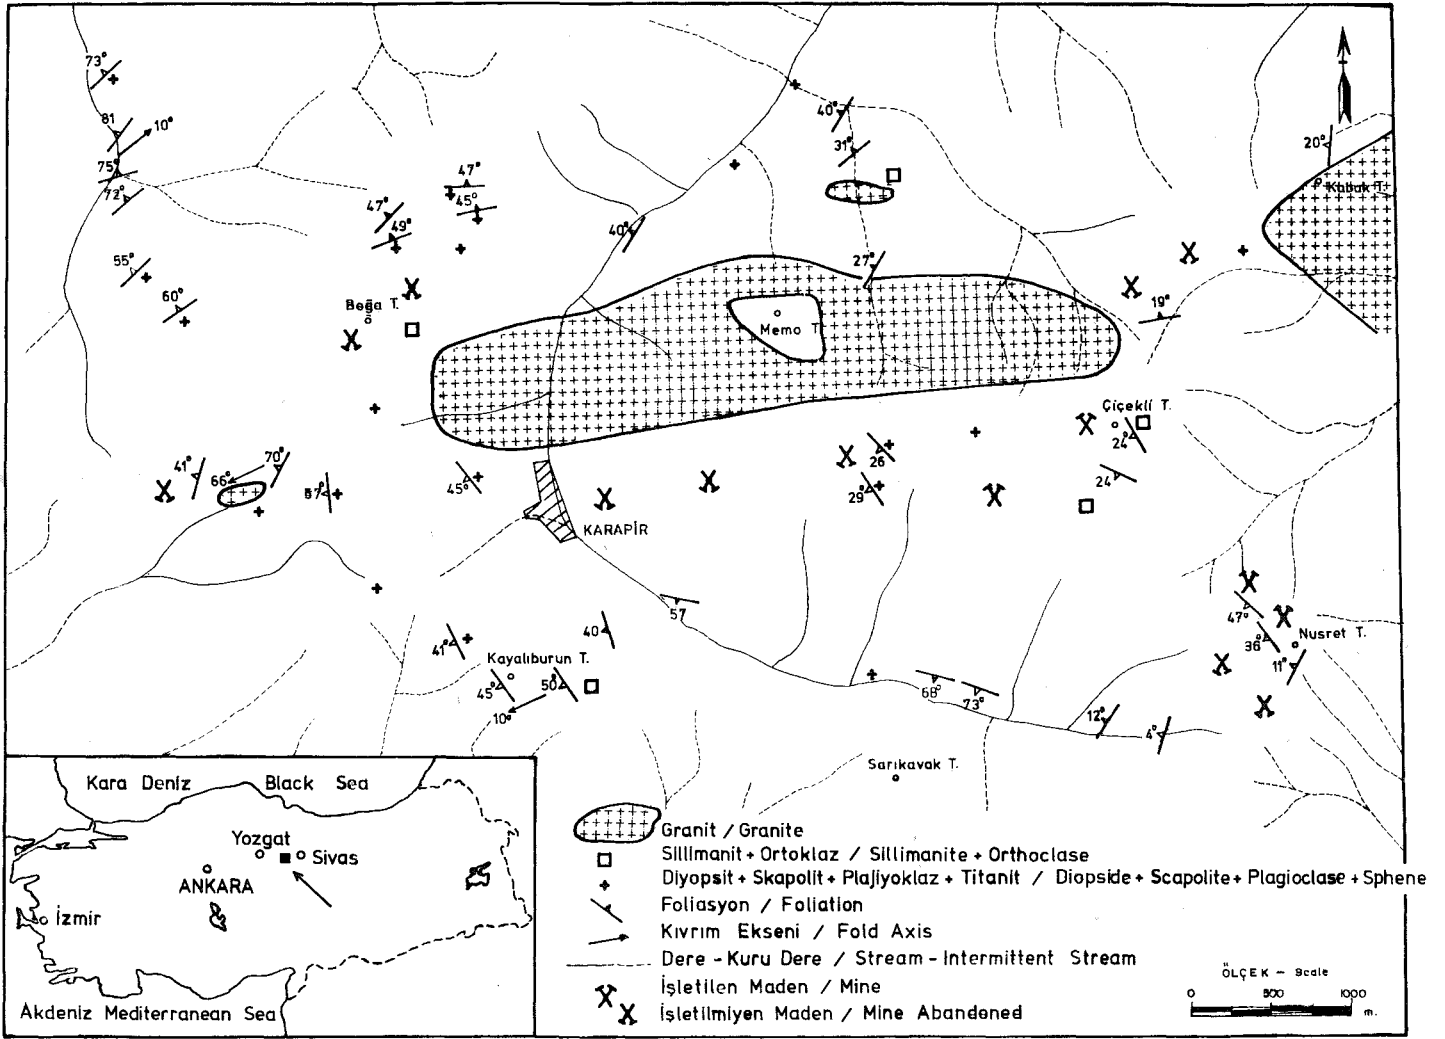 73°
81
10°
75°
72°
55°
60°
47°
45°
47°
49°
40°
40°
31°
20°
Kabak T.
27°
19°
Boğa T.
Memo T.
Çiçekli T.
24°
24
26
29°
41°
66°
70°
57°
45°
KARAPİR
57
47°
36°
Nusret T.
11°
41°
40
Kayalıburun T.
45°
50°
10°
68°
73°
12°
4°
Sarıkavak T.
Kara Deniz Black Sea
Yozgat
Sivas
ANKARA
İzmir
Akdeniz Mediterranean Sea
Granit / Granite
Sillimanit + Ortoklaz / Sillimanite + Orthoclase
Diyopsit + Skapolit + Plajiyoklaz + Titanit / Diopside + Scapolite + Plagioclase + Sphene
Foliasyon / Foliation
Kıvrım Ekseni / Fold Axis
Dere - Kuru Dere / Stream - Intermittent Stream
İşletilen Maden / Mine
İşletilmiyen Maden / Mine Abandoned
ÖLÇEK - Scale
0 500 1000
m.